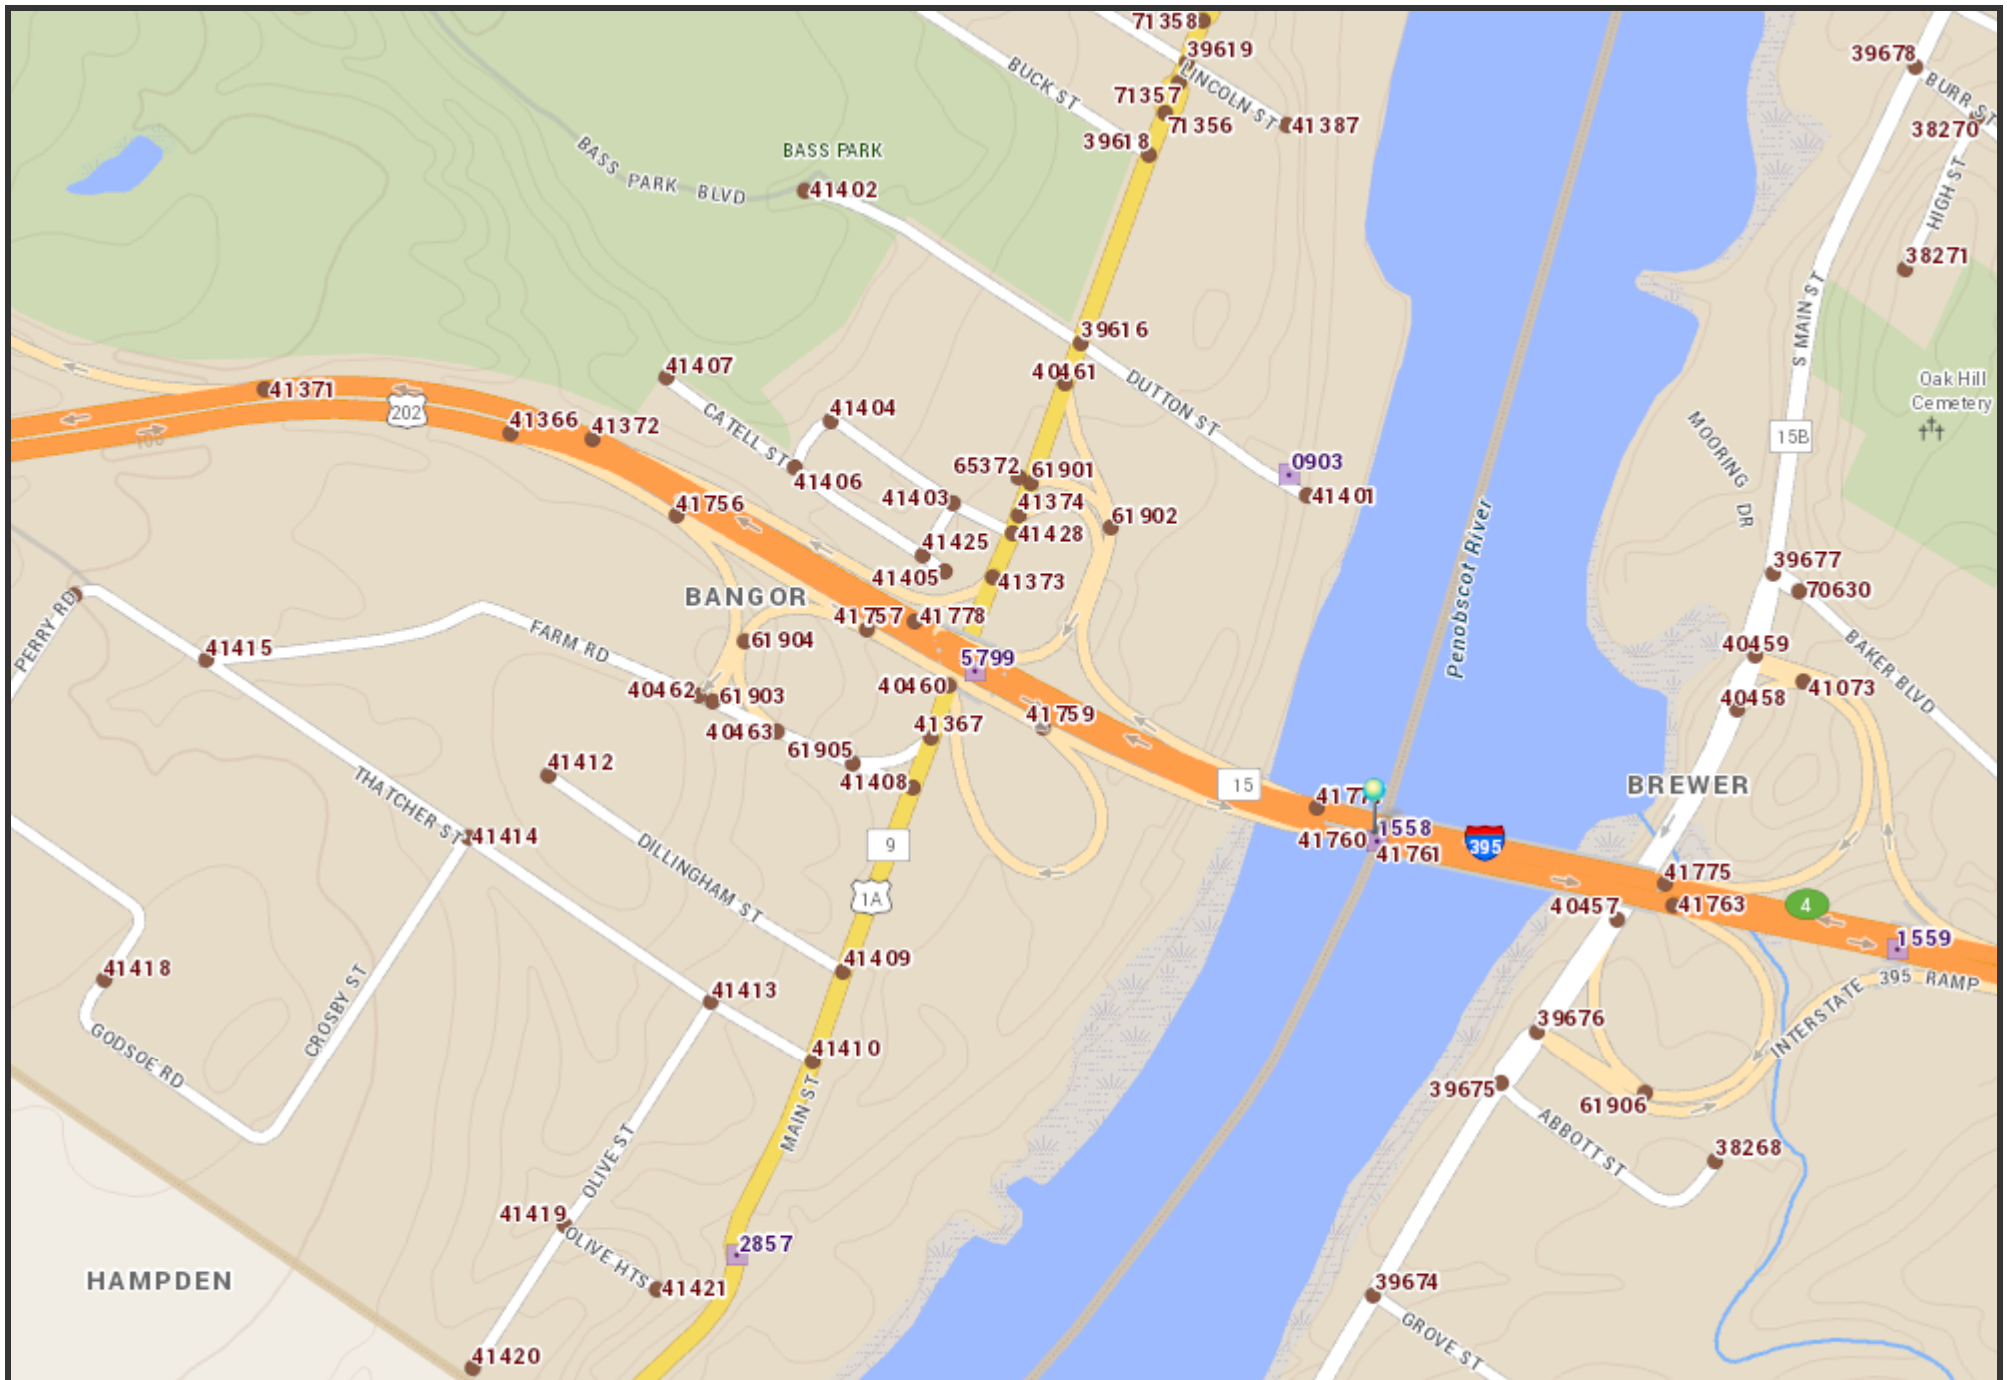 71358
39619
39678
BUCK ST
LINCOLN ST
BURR ST
71357
71356
41387
38270
39618
BASS PARK BLVD
BASS PARK
41402
HIGH ST
38271
S MAIN ST
39616
41407
40461
DUTTON ST
Oak Hill
Cemetery
41371
202
41366
41372
CATELL ST
41404
15B
MOORING DR
100
65372
61901
0903
41406
41403
41374
41401
41756
61902
41428
Penobscot River
41425
39677
41405
41373
70630
BANGOR
PERRY RD
41757
41778
FARM RD
61904
BAKER BLVD
41415
40459
5799
40462
61903
40460
41073
40458
41759
40463
41367
61905
41412
41408
15
BREWER
THATCHER ST
41760
1558
41761
395
41414
9
DILLINGHAM ST
1A
41775
40457
41763
4
1559
41409
41418
INTERSTATE 395 RAMP
41413
CROSBY ST
39676
GODSOE RD
41410
39675
61906
MAIN ST
ABBOTT ST
38268
OLIVE ST
41419
OLIVE HTS
2857
HAMPDEN
41421
39674
GROVE ST
41420